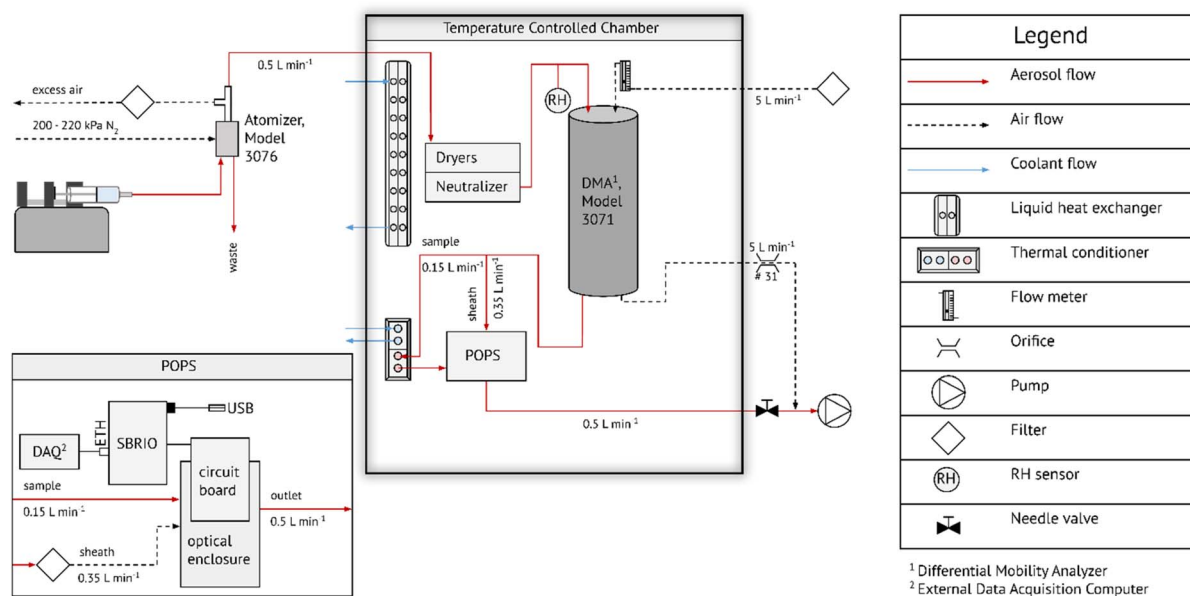 Temperature Controlled Chamber
0.5 L min⁻¹
excess air
200 - 220 kPa N₂
Atomizer,
Model
3076
waste
RH
5 L min⁻¹
Dryers
Neutralizer
DMA¹,
Model
3071
sample
0.15 L min⁻¹
sheath
0.35 L min⁻¹
POPS
5 L min⁻¹
# 31
0.5 L min⁻¹
POPS
USB
ETH
DAQ²
SBRIO
circuit
board
sample
0.15 L min⁻¹
outlet
0.5 L min⁻¹
sheath
0.35 L min⁻¹
optical
enclosure
Legend
Aerosol flow
Air flow
Coolant flow
Liquid heat exchanger
Thermal conditioner
Flow meter
Orifice
Pump
Filter
RH
RH sensor
Needle valve
¹ Differential Mobility Analyzer
² External Data Acquisition Computer